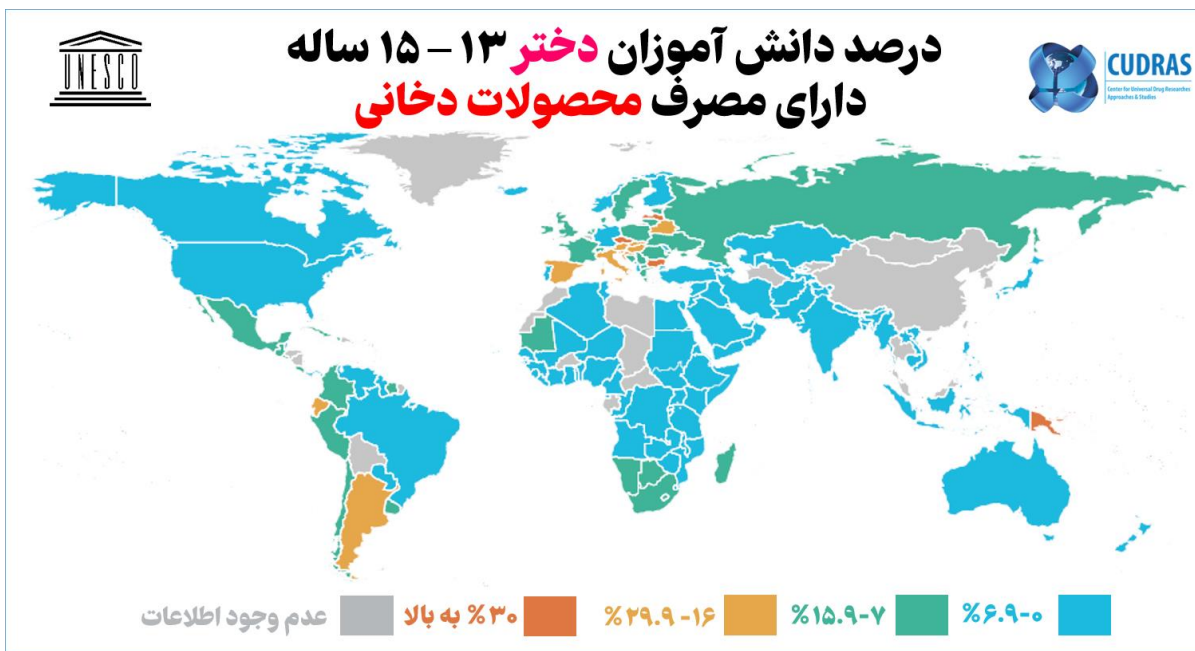 UNESCO
درصد دانش آموزان دختر ۱۳ – ۱۵ ساله
دارای مصرف محصولات دخانی
CUDRAS
Center for Universal Drug Researches
Approaches & Studies
۰-۶.۹%
۷-۱۵.۹%
۱۶-۲۹.۹%
۳۰% به بالا
عدم وجود اطلاعات